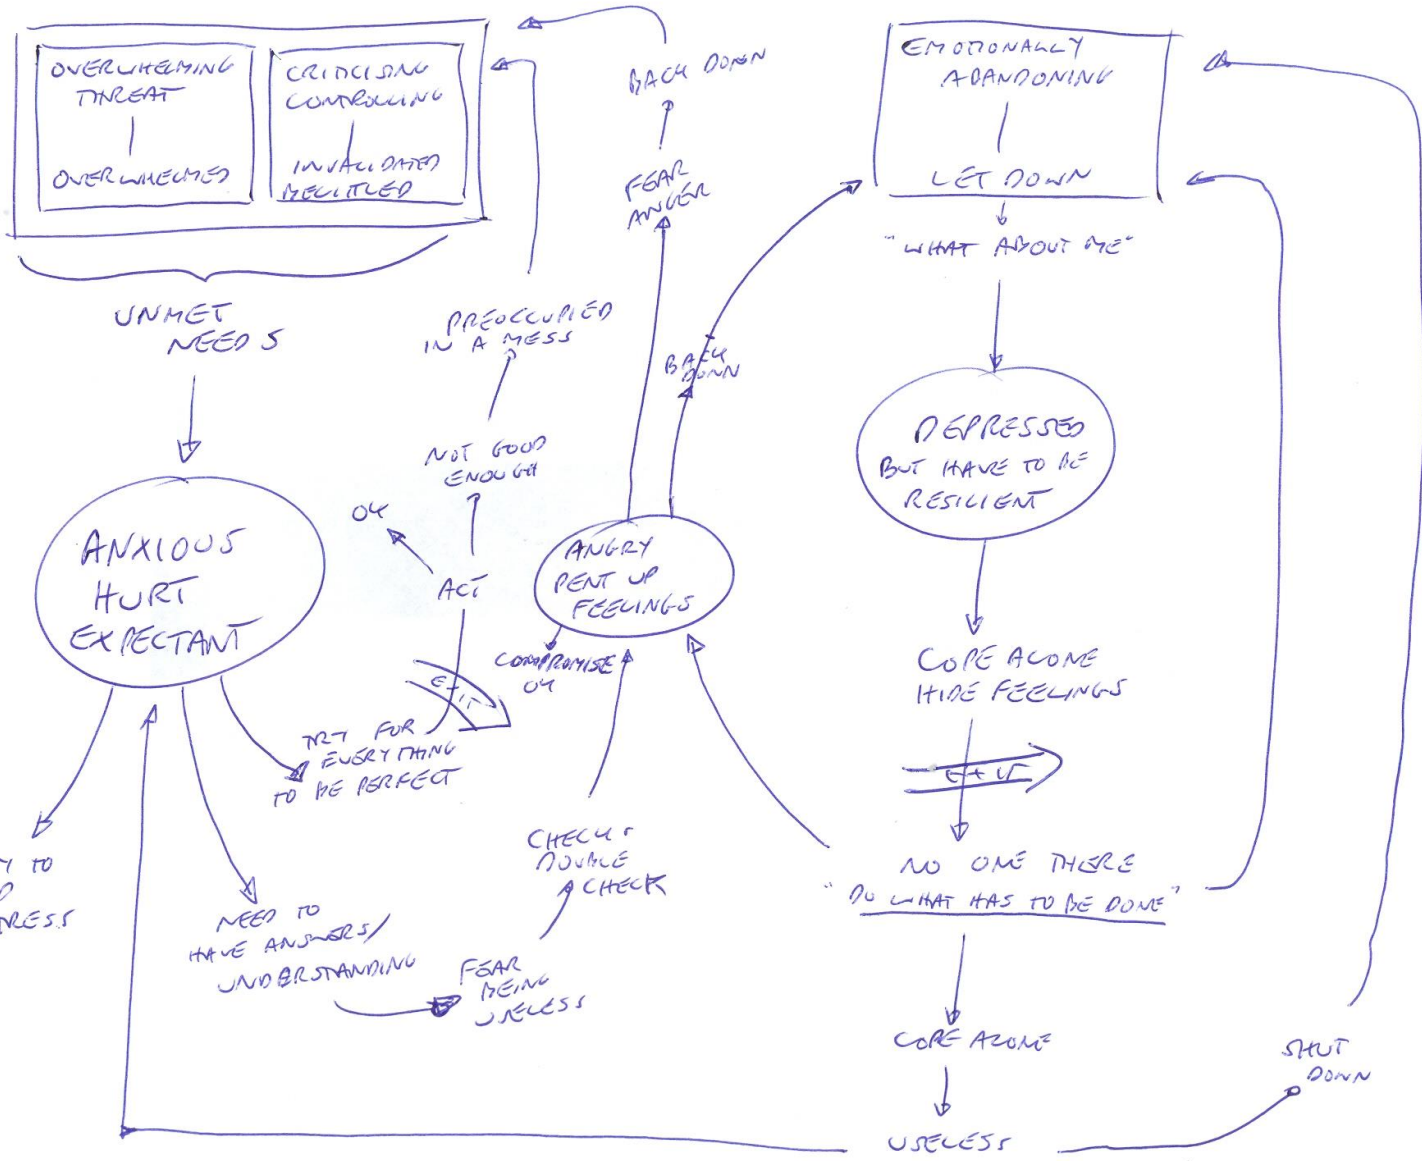 OVERWHELMING
THREAT
OVERWHELMED
CRITICISING
CONTROLLING
INVALIDATED
BELITTLED
UNMET
NEEDS
ANXIOUS
HURT
EXPECTANT
TO
NEED TO
HAVE ANSWERS/
UNDERSTANDING
FEAR
BEING
USELESS
CHECK &
DOUBLE
CHECK
TRY FOR
EVERYTHING
TO BE PERFECT
EXIT
ACT
OK
NOT GOOD
ENOUGH
PREOCCUPIED
IN A MESS
ANGRY
PENT UP
FEELINGS
COMPROMISE
OK
FEAR
ANGER
BACK DOWN
BACK
DOWN
EMOTIONALLY
ABANDONING
LET DOWN
"WHAT ABOUT ME"
DEPRESSED
BUT HAVE TO BE
RESILIENT
COPE ALONE
HIDE FEELINGS
EXIT
NO ONE THERE
"DO WHAT HAS TO BE DONE"
COPE ALONE
USELESS
SHUT
DOWN